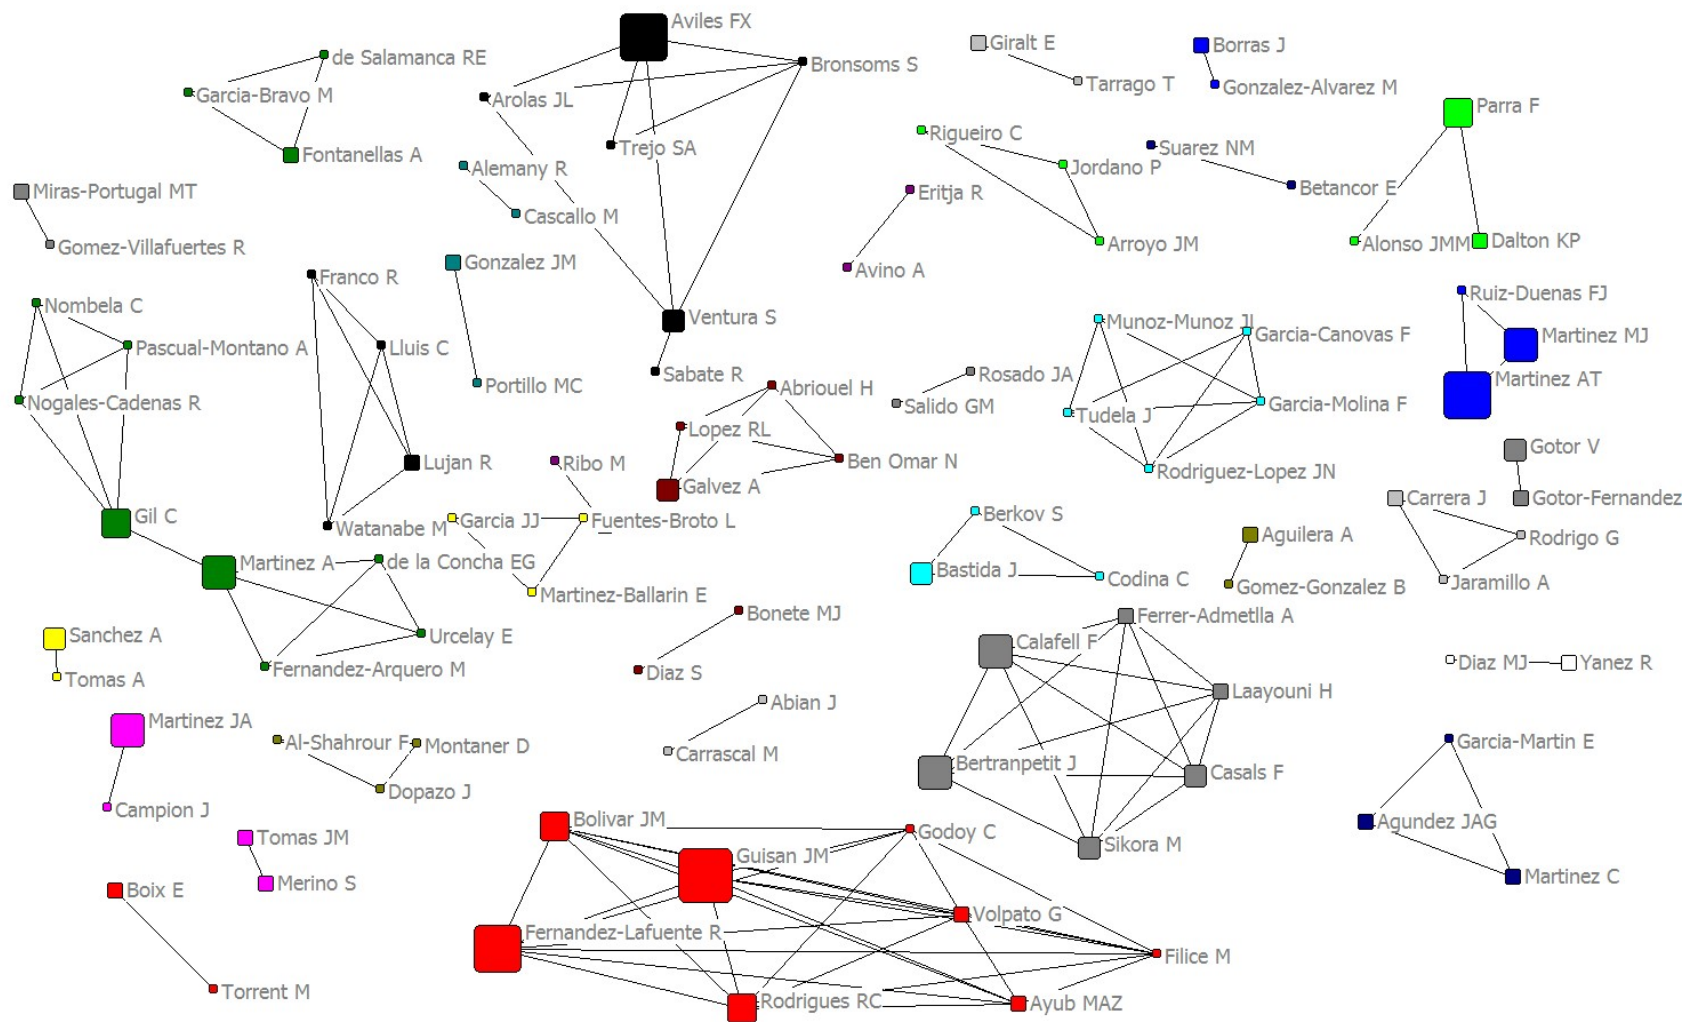 Aviles FX
Giralt E
Borras J
de Salamanca RE
Bronsoms S
Tarrago T
Gonzalez-Alvarez M
Garcia-Bravo M
Arolas JL
Parra F
Rigueiro C
Fontanellas A
Trejo SA
Suarez NM
Alemany R
Jordano P
Miras-Portugal MT
Eritja R
Betancor E
Cascallo M
Gomez-Villafuertes R
Arroyo JM
Alonso JMM
Dalton KP
Gonzalez JM
Avino A
Franco R
Ruiz-Duenas FJ
Nombela C
Ventura S
Munoz-Munoz JL
Garcia-Canovas F
Martinez MJ
Pascual-Montano A
Lluis C
Sabate R
Rosado JA
Martinez AT
Portillo MC
Abriouel H
Nogales-Cadenas R
Salido GM
Tudela J
Garcia-Molina F
Lopez RL
Gotor V
Lujan R
Ribo M
Ben Omar N
Rodriguez-Lopez JN
Galvez A
Carrera J
Gotor-Fernandez
Gil C
Watanabe M
Garcia JJ
Fuentes-Broto L
Berkov S
Aguilera A
Rodrigo G
Martinez A
de la Concha EG
Bastida J
Codina C
Jaramillo A
Martinez-Ballarin E
Gomez-Gonzalez B
Bonete MJ
Ferrer-Admetlla A
Sanchez A
Urcelay E
Calafell F
Fernandez-Arquero M
Diaz S
Diaz MJ
Yanez R
Tomas A
Laayouni H
Abian J
Martinez JA
Al-Shahrour F
Montaner D
Carrascal M
Garcia-Martin E
Bertranpetit J
Casals F
Campion J
Dopazo J
Bolivar JM
Godoy C
Agundez JAG
Tomas JM
Guisan JM
Sikora M
Boix E
Merino S
Martinez C
Volpato G
Fernandez-Lafuente R
Filice M
Torrent M
Rodrigues RC
Ayub MAZ